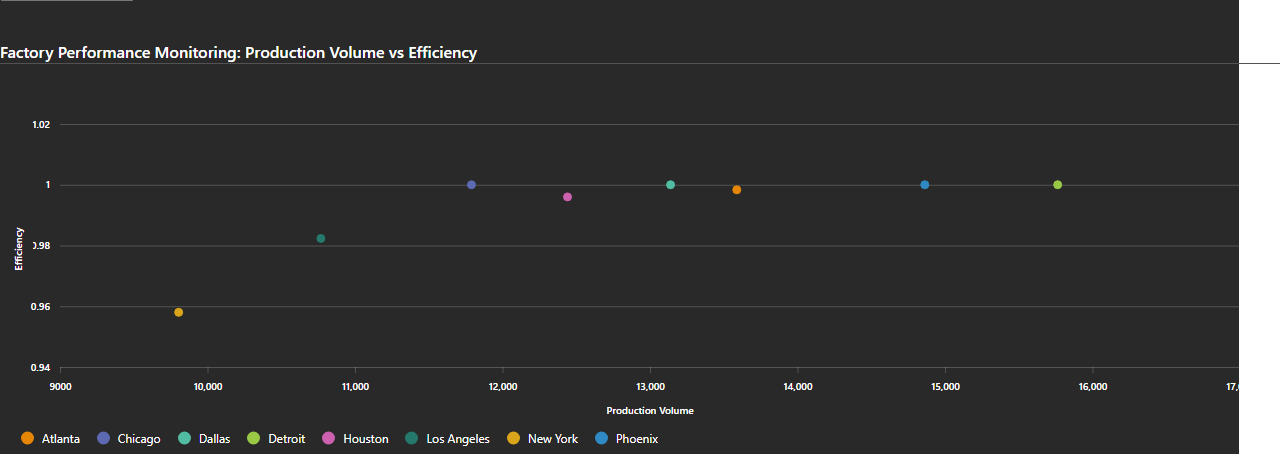 Factory Performance Monitoring: Production Volume vs Efficiency
1.02
1
0.98
0.96
0.94
Efficiency
9000 10,000 11,000 12,000 13,000 14,000 15,000 16,000 17,
Production Volume
Atlanta Chicago Dallas Detroit Houston Los Angeles New York Phoenix